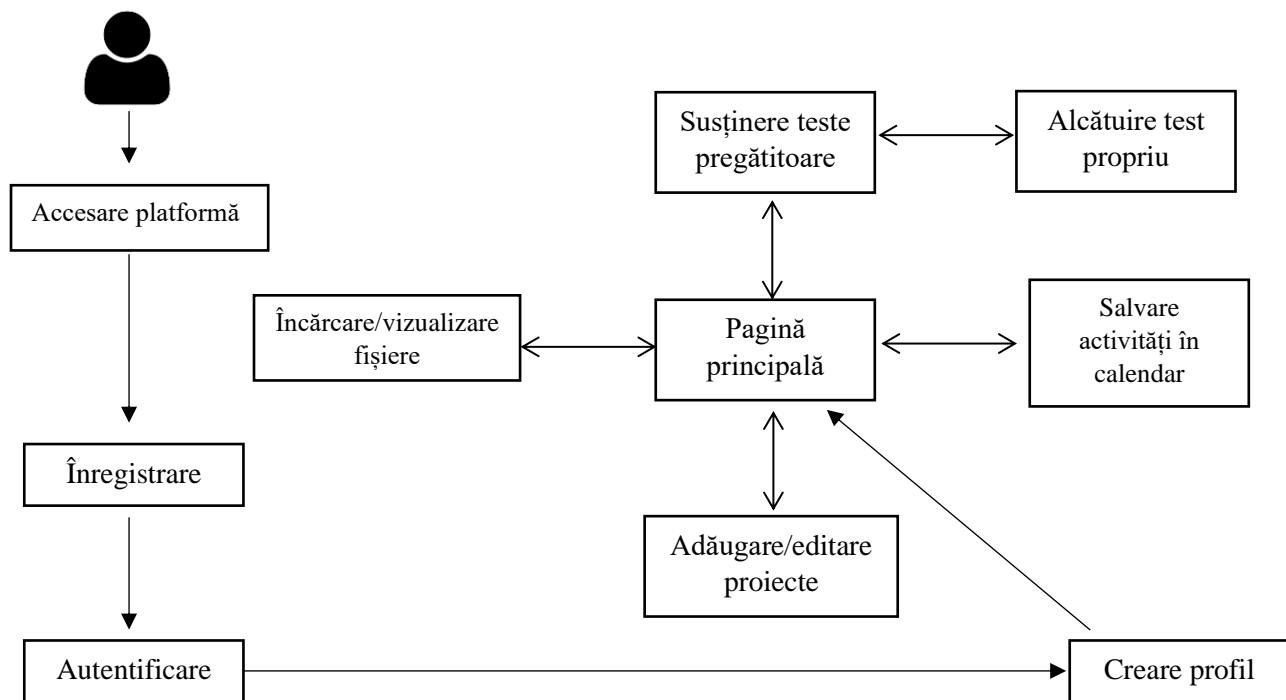 Susținere teste
pregătitoare
Alcătuire test
propriu
Accesare platformă
Încărcare/vizualizare
fișiere
Pagină
principală
Salvare
activități în
calendar
Înregistrare
Adăugare/editare
proiecte
Autentificare
Creare profil